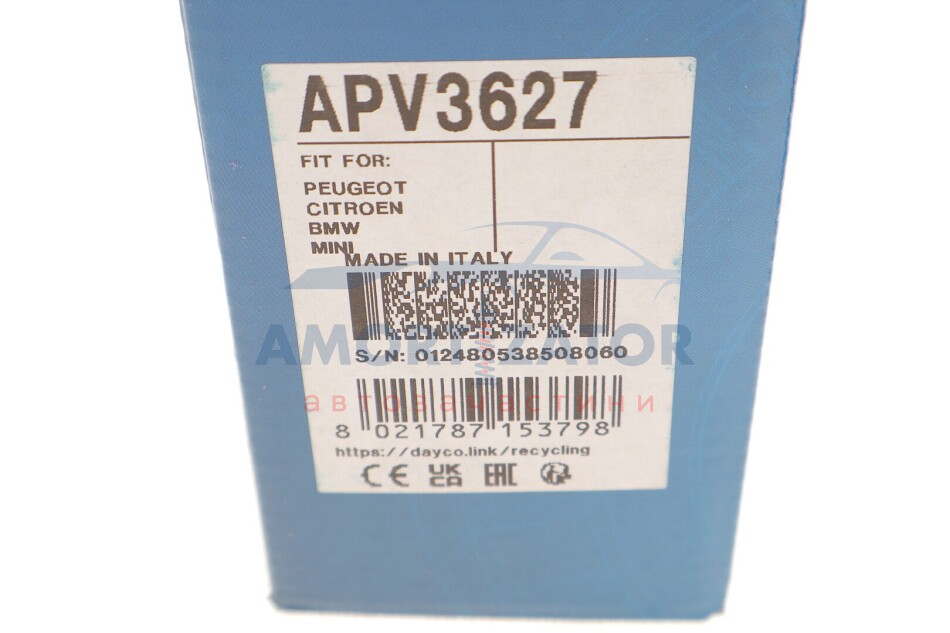 APV3627
FIT FOR:
PEUGEOT
CITROEN
BMW
MINI
MADE IN ITALY
AMORTIZATOR
S/N: 012480538508060
автозапчастини
8 021787 153798
https://dayco.link/recycling
CE UK CA EAC